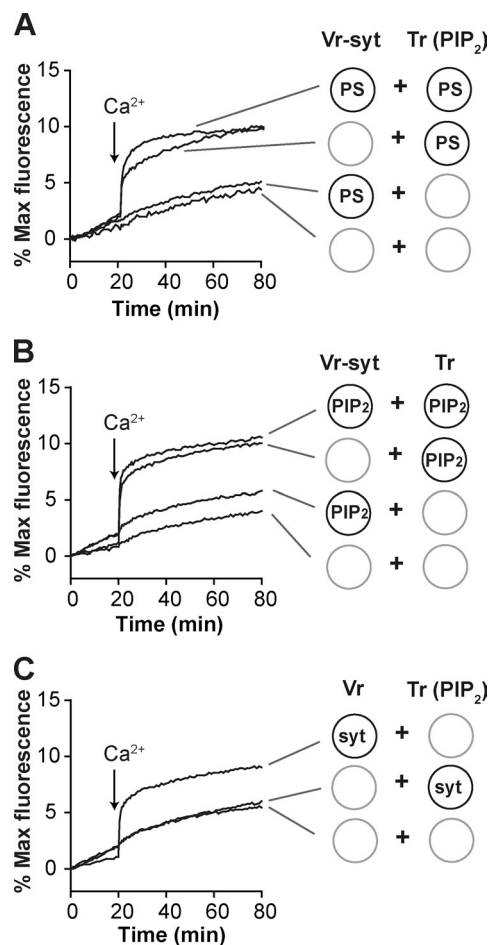 A
Vr-syt Tr (PIP2)
15
10
5
0
% Max fluorescence
Ca2+
PS + PS
+ PS
PS +
+
0 20 40 60 80
Time (min)
B
Vr-syt Tr
15
10
5
0
% Max fluorescence
Ca2+
PIP2 + PIP2
+ PIP2
PIP2 +
+
0 20 40 60 80
Time (min)
C
Vr Tr (PIP2)
15
10
5
0
% Max fluorescence
Ca2+
syt +
+ syt
+
0 20 40 60 80
Time (min)